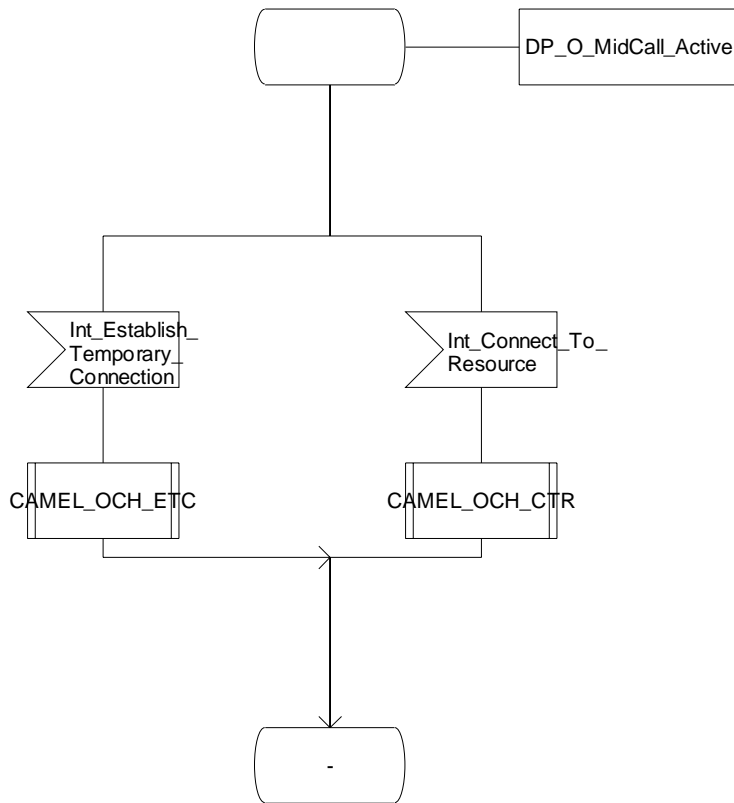 DP_O_MidCall_Active
Int_Establish_
Temporary_
Connection
Int_Connect_To_
Resource
CAMEL_OCH_ETC
CAMEL_OCH_CTR
-